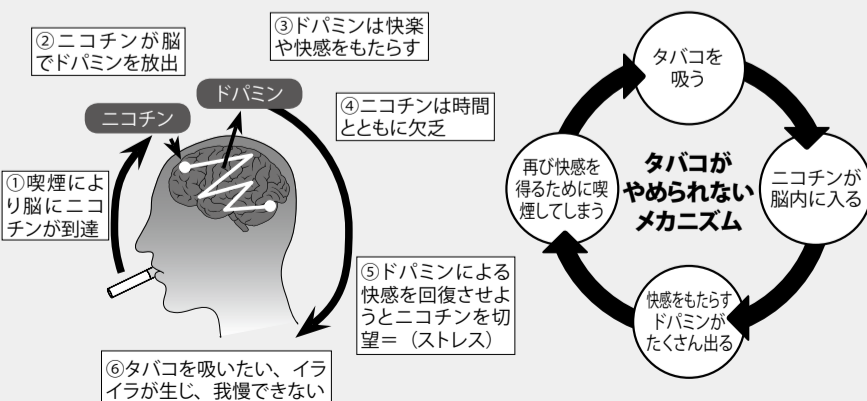 ②ニコチンが脳
でドパミンを放出
③ドパミンは快楽
や快感をもたらす
ニコチン
ドパミン
④ニコチンは時間
とともに欠乏
①喫煙によ
り脳にニコ
チンが到達
⑤ドパミンによる
快感を回復させよ
うとニコチンを切
望＝（ストレス）
⑥タバコを吸いたい、イラ
イラが生じ、我慢できない
タバコが
やめられない
メカニズム
タバコを
吸う
ニコチンが
脳内に入る
快感をもたらす
ドパミンが
たくさん出る
再び快感を
得るために喫
煙してしまう